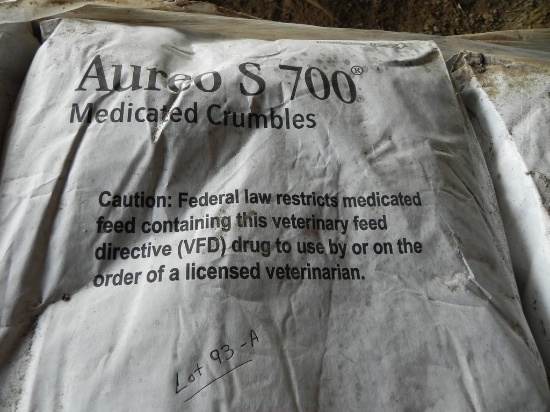 Aureo S 700®
Medicated Crumbles
Caution: Federal law restricts medicated
feed containing this veterinary feed
directive (VFD) drug to use by or on the
order of a licensed veterinarian.
Lot 93-A